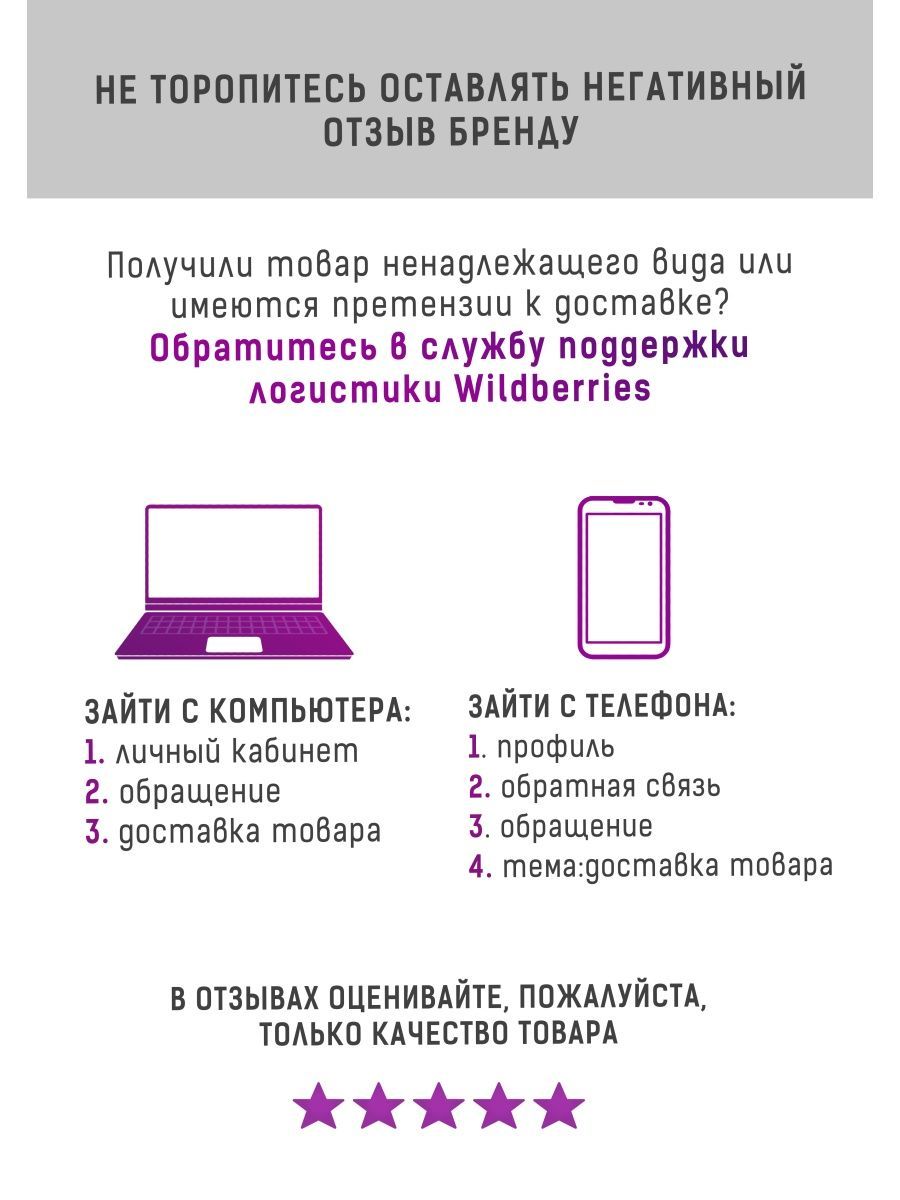 НЕ ТОРОПИТЕСЬ ОСТАВЛЯТЬ НЕГАТИВНЫЙ
ОТЗЫВ БРЕНДУ
Получили товар ненадлежащего вида или
имеются претензии к доставке?
Обратитесь в службу поддержки
логистики Wildberries
ЗАЙТИ С КОМПЬЮТЕРА:
1. личный кабинет
2. обращение
3. доставка товара
ЗАЙТИ С ТЕЛЕФОНА:
1. профиль
2. обратная связь
3. обращение
4. тема:доставка товара
В ОТЗЫВАХ ОЦЕНИВАЙТЕ, ПОЖАЛУЙСТА,
ТОЛЬКО КАЧЕСТВО ТОВАРА